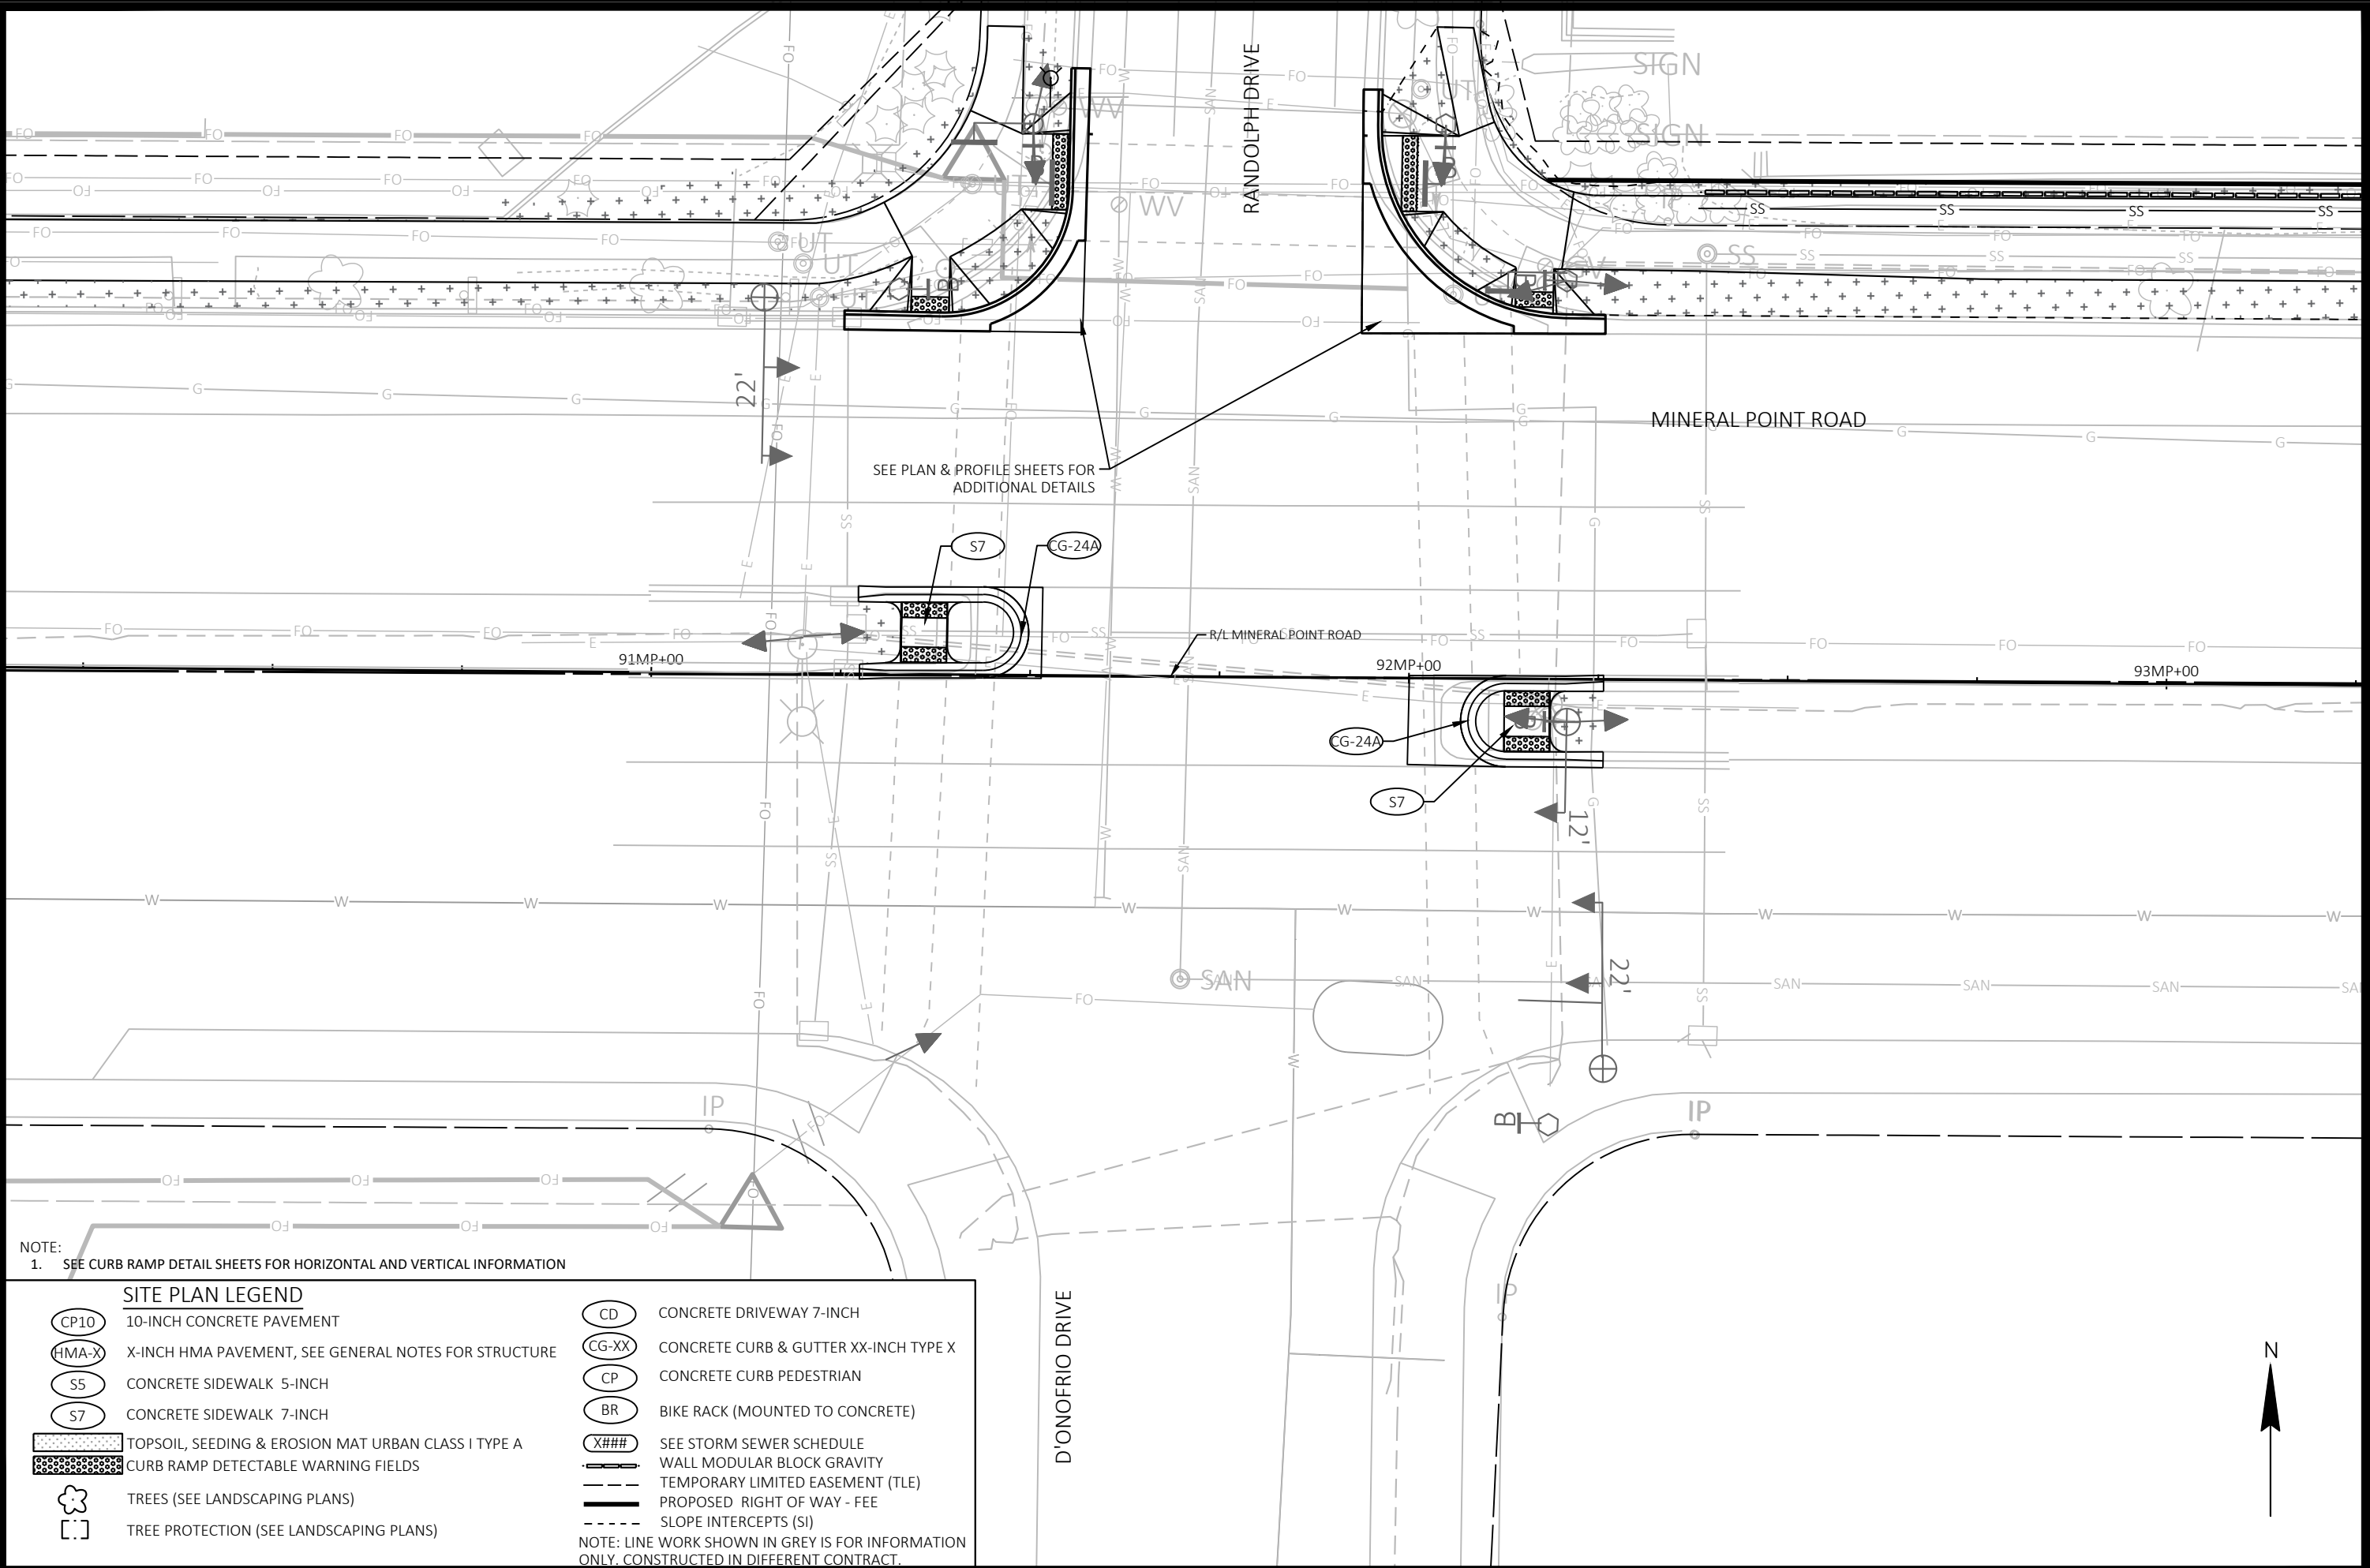 RANDOLPH DRIVE
SIGN
SIGN
WV
WV
UT
UT
UT
SS
22'
MINERAL POINT ROAD
SEE PLAN & PROFILE SHEETS FOR
ADDITIONAL DETAILS
S7
CG-24A
R/L MINERAL POINT ROAD
91MP+00
92MP+00
93MP+00
CG-24A
S7
12'
22'
SAN
IP
IP
B
IP
D'ONOFRIO DRIVE
NOTE:
1. SEE CURB RAMP DETAIL SHEETS FOR HORIZONTAL AND VERTICAL INFORMATION
SITE PLAN LEGEND
CP10 10-INCH CONCRETE PAVEMENT
HMA-X X-INCH HMA PAVEMENT, SEE GENERAL NOTES FOR STRUCTURE
S5 CONCRETE SIDEWALK 5-INCH
S7 CONCRETE SIDEWALK 7-INCH
TOPSOIL, SEEDING & EROSION MAT URBAN CLASS I TYPE A
CURB RAMP DETECTABLE WARNING FIELDS
TREES (SEE LANDSCAPING PLANS)
TREE PROTECTION (SEE LANDSCAPING PLANS)
CD CONCRETE DRIVEWAY 7-INCH
CG-XX CONCRETE CURB & GUTTER XX-INCH TYPE X
CP CONCRETE CURB PEDESTRIAN
BR BIKE RACK (MOUNTED TO CONCRETE)
X### SEE STORM SEWER SCHEDULE
WALL MODULAR BLOCK GRAVITY
TEMPORARY LIMITED EASEMENT (TLE)
PROPOSED RIGHT OF WAY - FEE
SLOPE INTERCEPTS (SI)
NOTE: LINE WORK SHOWN IN GREY IS FOR INFORMATION
ONLY. CONSTRUCTED IN DIFFERENT CONTRACT.
N